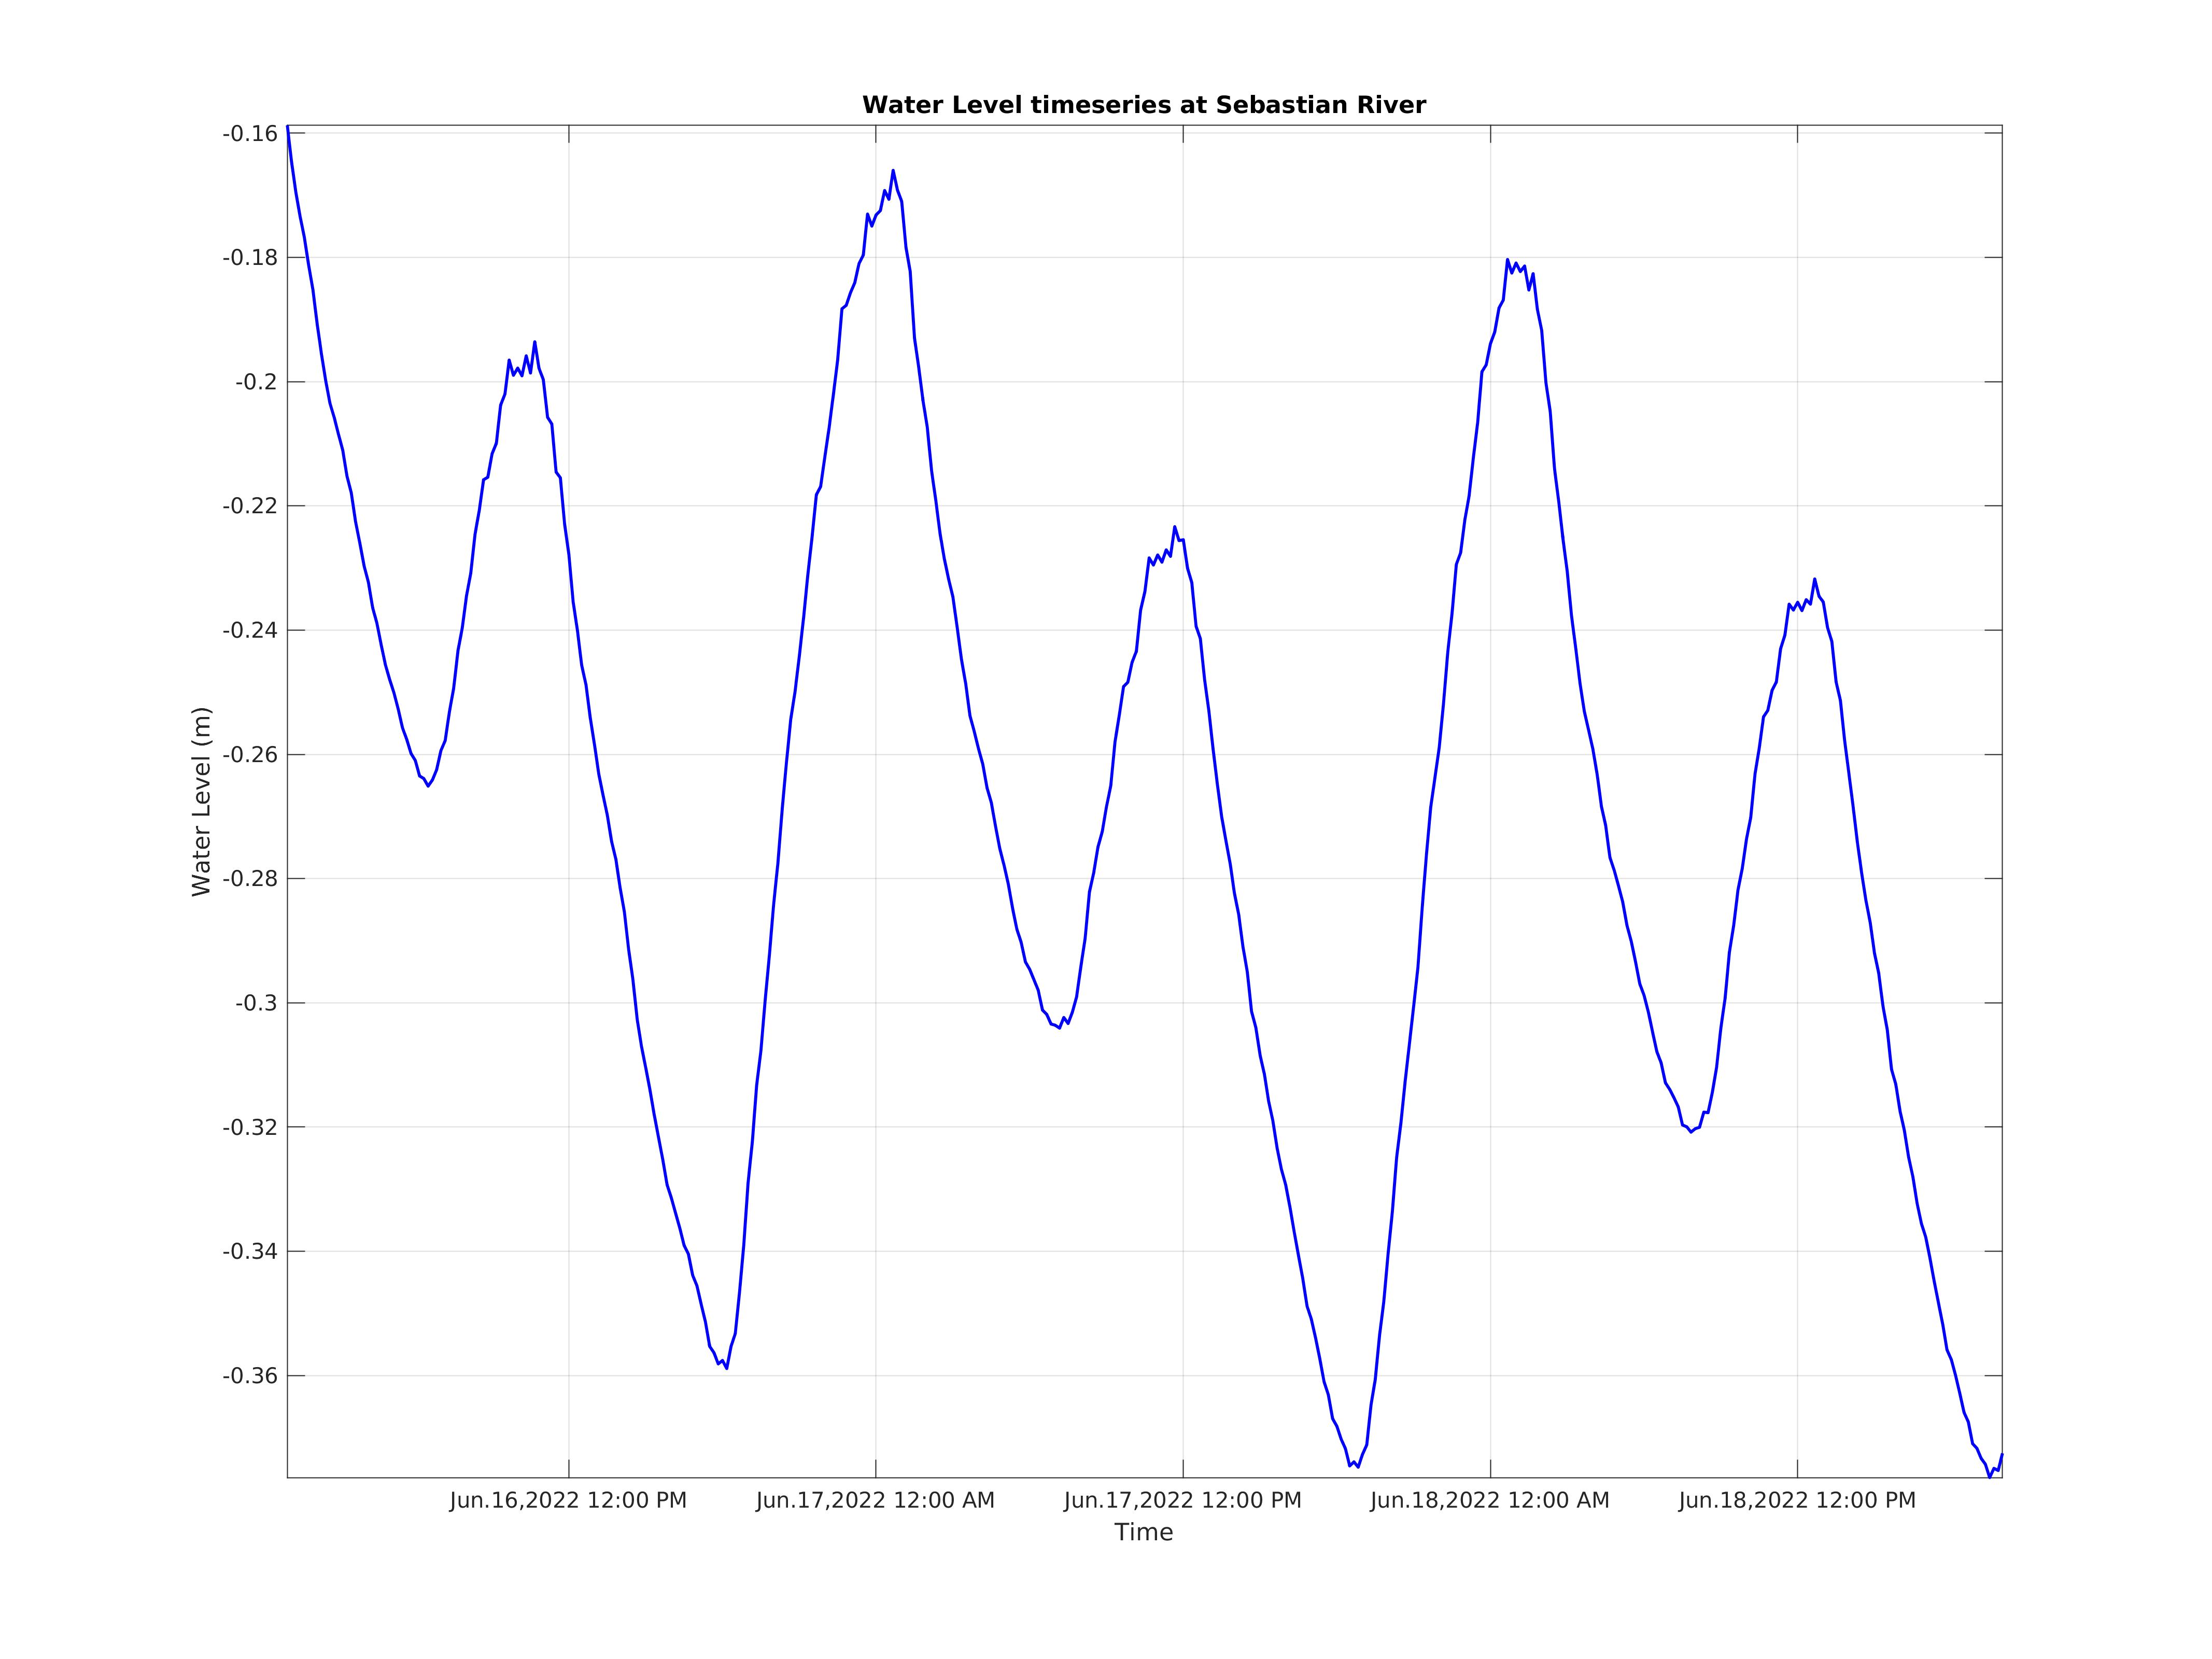 Water Level timeseries at Sebastian River
-0.16
-0.18
-0.2
-0.22
-0.24
-0.26
-0.28
-0.3
-0.32
-0.34
-0.36
Water Level (m)
Jun.16,2022 12:00 PM
Jun.17,2022 12:00 AM
Jun.17,2022 12:00 PM
Jun.18,2022 12:00 AM
Jun.18,2022 12:00 PM
Time